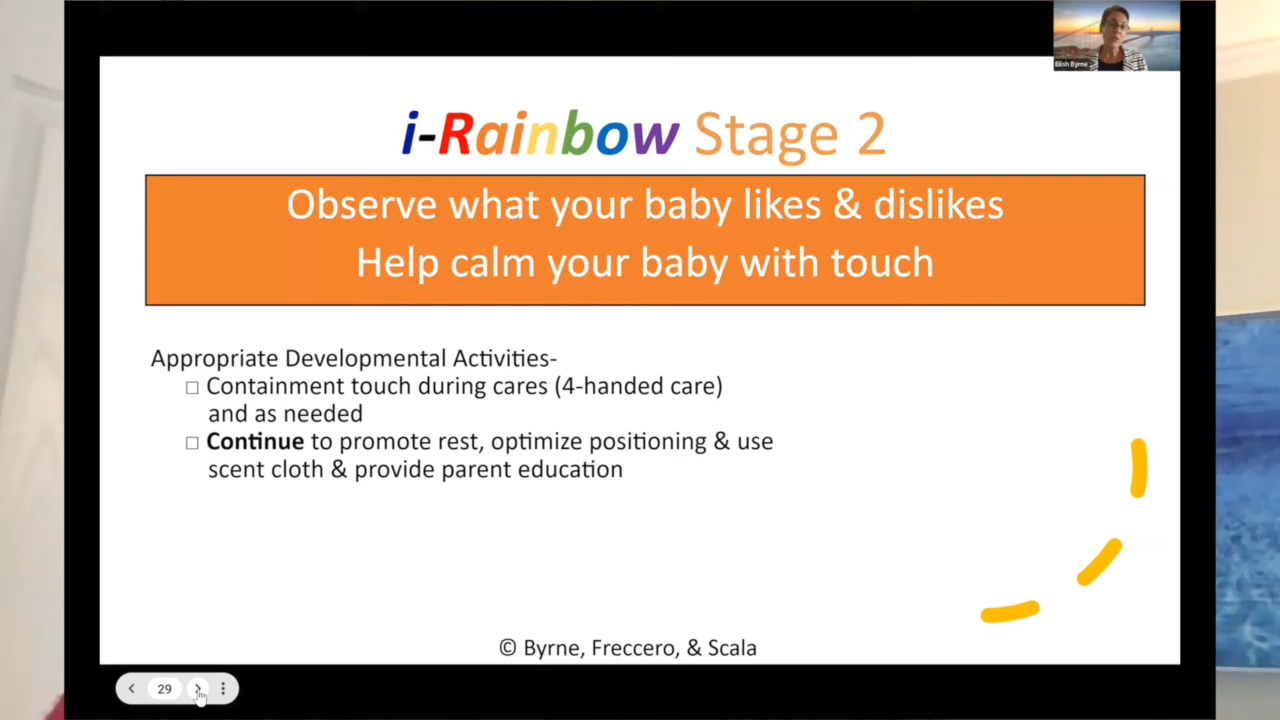 Eilish Byrne
i-Rainbow Stage 2
Observe what your baby likes & dislikes
Help calm your baby with touch
Appropriate Developmental Activities-
□ Containment touch during cares (4-handed care)
and as needed
□ Continue to promote rest, optimize positioning & use
scent cloth & provide parent education
© Byrne, Freccero, & Scala
29